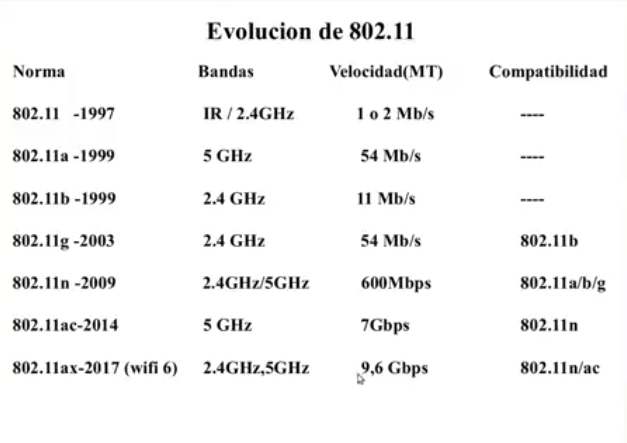 Evolucion de 802.11
Norma Bandas Velocidad(MT) Compatibilidad
802.11 -1997 IR / 2.4GHz 1 o 2 Mb/s ----
802.11a -1999 5 GHz 54 Mb/s ----
802.11b -1999 2.4 GHz 11 Mb/s ----
802.11g -2003 2.4 GHz 54 Mb/s 802.11b
802.11n -2009 2.4GHz/5GHz 600Mbps 802.11a/b/g
802.11ac-2014 5 GHz 7Gbps 802.11n
802.11ax-2017 (wifi 6) 2.4GHz,5GHz 9,6 Gbps 802.11n/ac